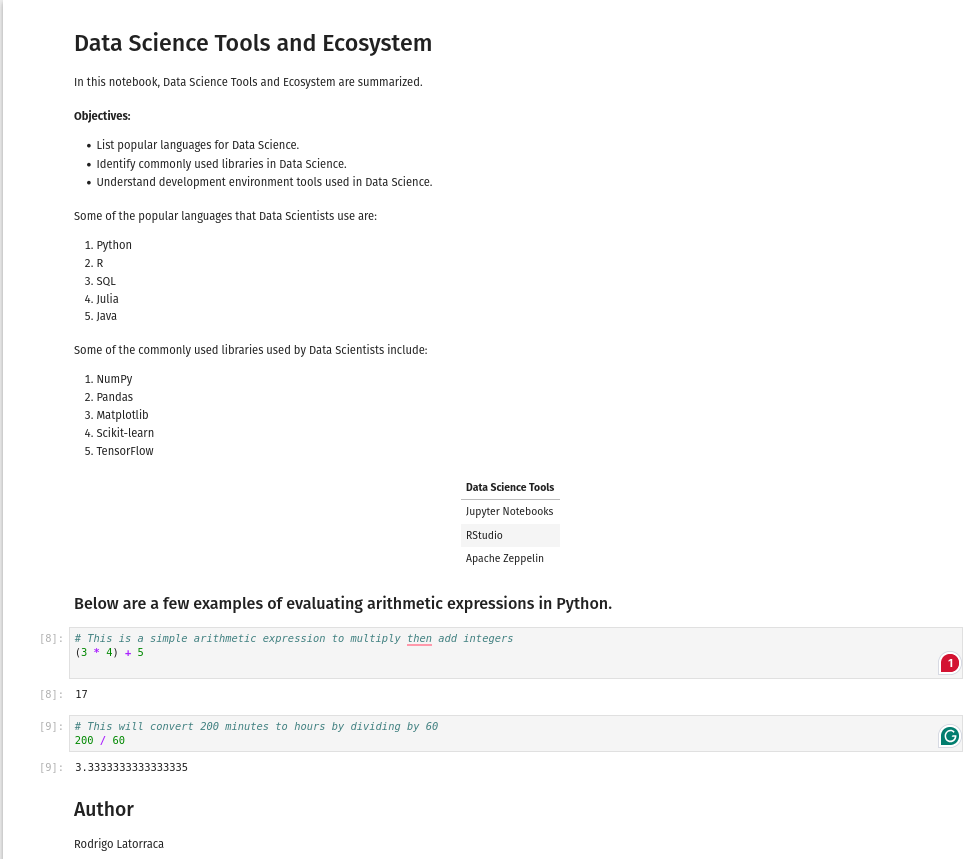 Data Science Tools and Ecosystem
In this notebook, Data Science Tools and Ecosystem are summarized.
Objectives:
• List popular languages for Data Science.
• Identify commonly used libraries in Data Science.
• Understand development environment tools used in Data Science.
Some of the popular languages that Data Scientists use are:
1. Python
2. R
3. SQL
4. Julia
5. Java
Some of the commonly used libraries used by Data Scientists include:
1. NumPy
2. Pandas
3. Matplotlib
4. Scikit-learn
5. TensorFlow
Data Science Tools
Jupyter Notebooks
RStudio
Apache Zeppelin
Below are a few examples of evaluating arithmetic expressions in Python.
[8]: # This is a simple arithmetic expression to multiply then add integers
(3 * 4) + 5
1
[8]: 17
[9]: # This will convert 200 minutes to hours by dividing by 60
200 / 60
G
[9]: 3.3333333333333335
Author
Rodrigo Latorraca